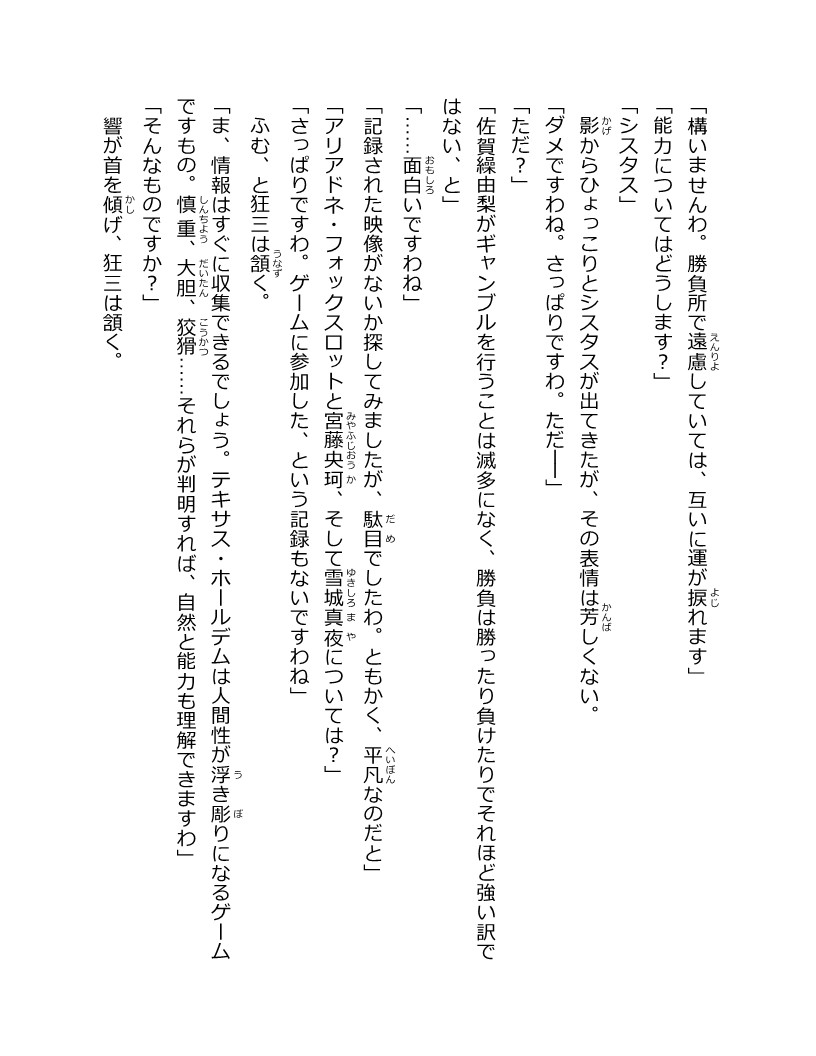 「構いませんわ。勝負所で遠慮していては、互いに運が捩れます」
「能力についてはどうします？」
「シスタス」
影からひょっこりとシスタスが出てきたが、その表情は芳しくない。
「ダメですわね。さっぱりですわ。ただ――」
「ただ？」
「佐賀繰由梨がギャンブルを行うことは滅多になく、勝負は勝ったり負けたりでそれほど強い訳で
はない、と」
「……面白いですわね」
「記録された映像がないか探してみましたが、駄目でしたわ。ともかく、平凡なのだと」
「アリアドネ・フォックスロットと宮藤央珂、そして雪城真夜については？」
「さっぱりですわ。ゲームに参加した、という記録もないですわね」
ふむ、と狂三は頷く。
「ま、情報はすぐに収集できるでしょう。テキサス・ホールデムは人間性が浮き彫りになるゲーム
ですもの。慎重、大胆、狡猾……それらが判明すれば、自然と能力も理解できますわ」
「そんなものですか？」
響が首を傾げ、狂三は頷く。